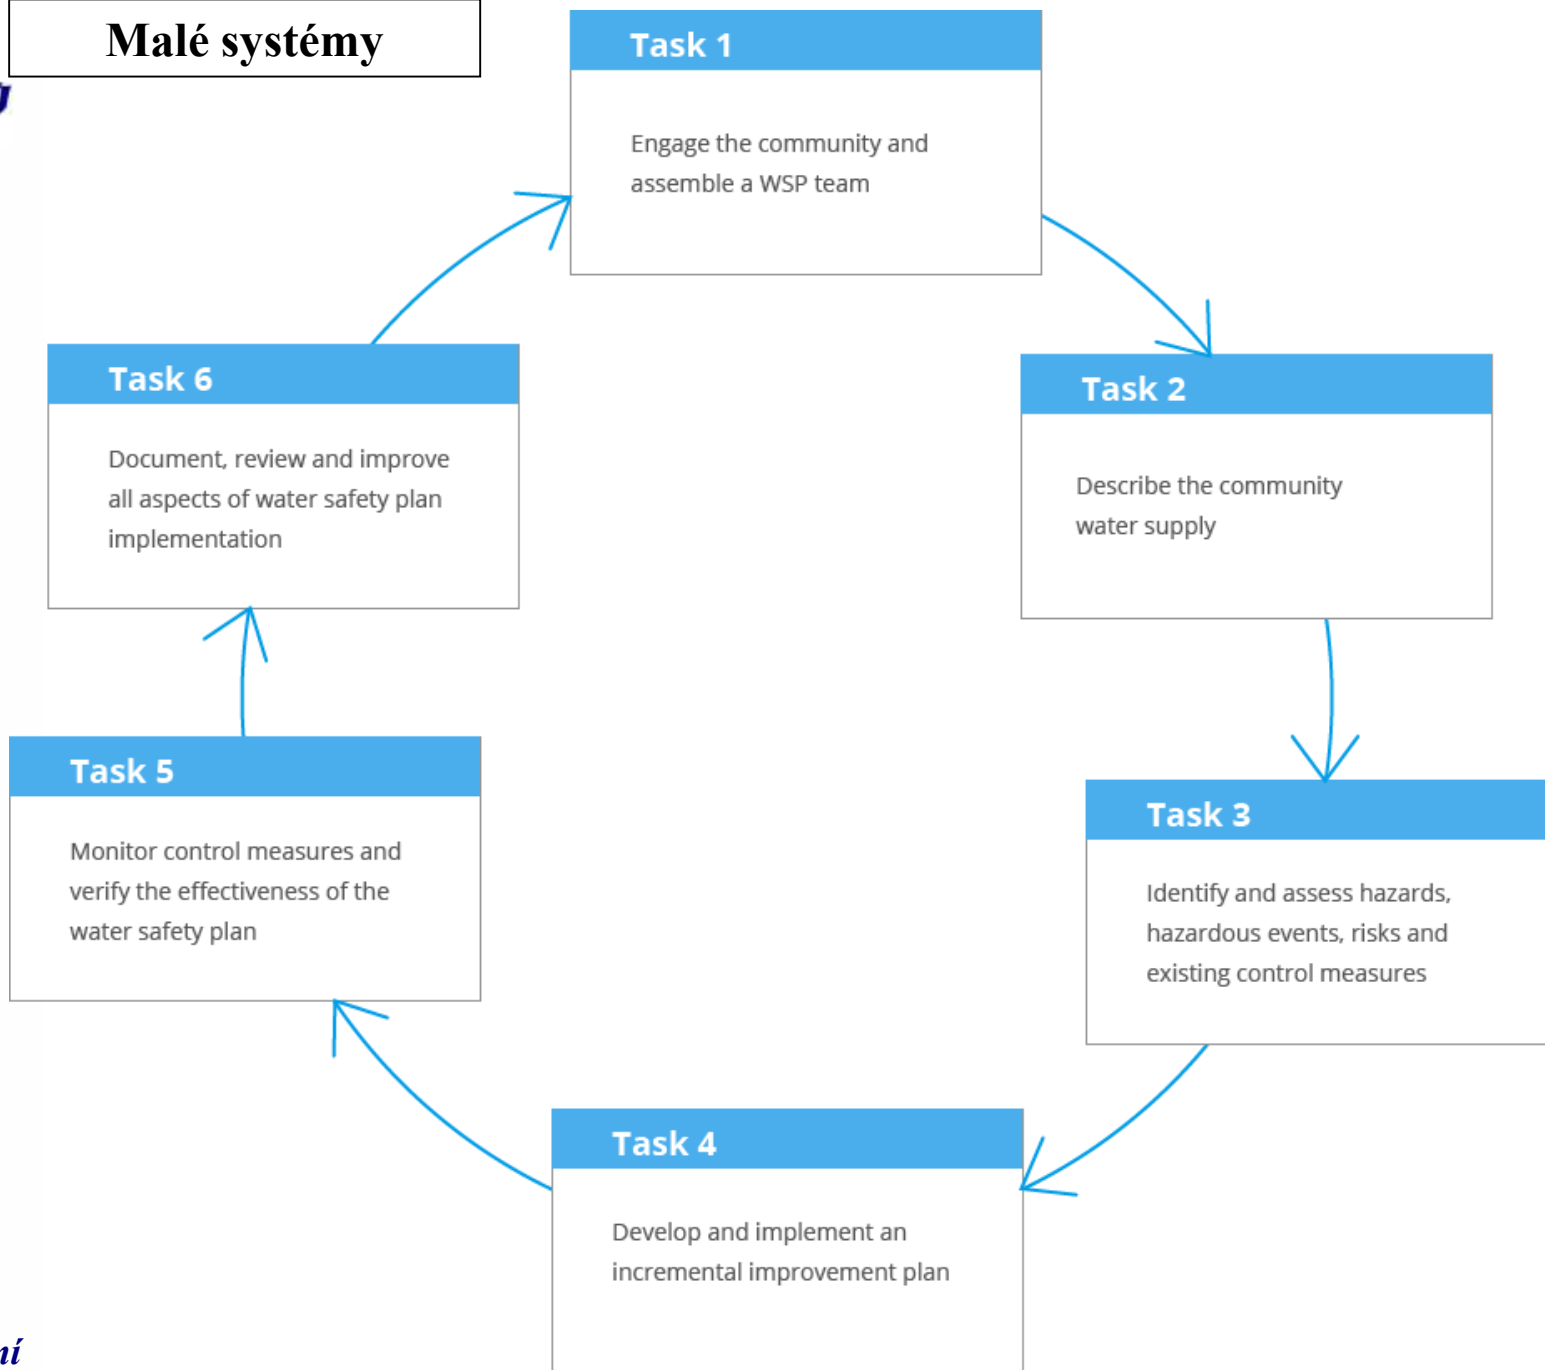 Malé systémy
Task 1
Engage the community and
assemble a WSP team
Task 2
Describe the community
water supply
Task 3
Identify and assess hazards,
hazardous events, risks and
existing control measures
Task 4
Develop and implement an
incremental improvement plan
Task 5
Monitor control measures and
verify the effectiveness of the
water safety plan
Task 6
Document, review and improve
all aspects of water safety plan
implementation